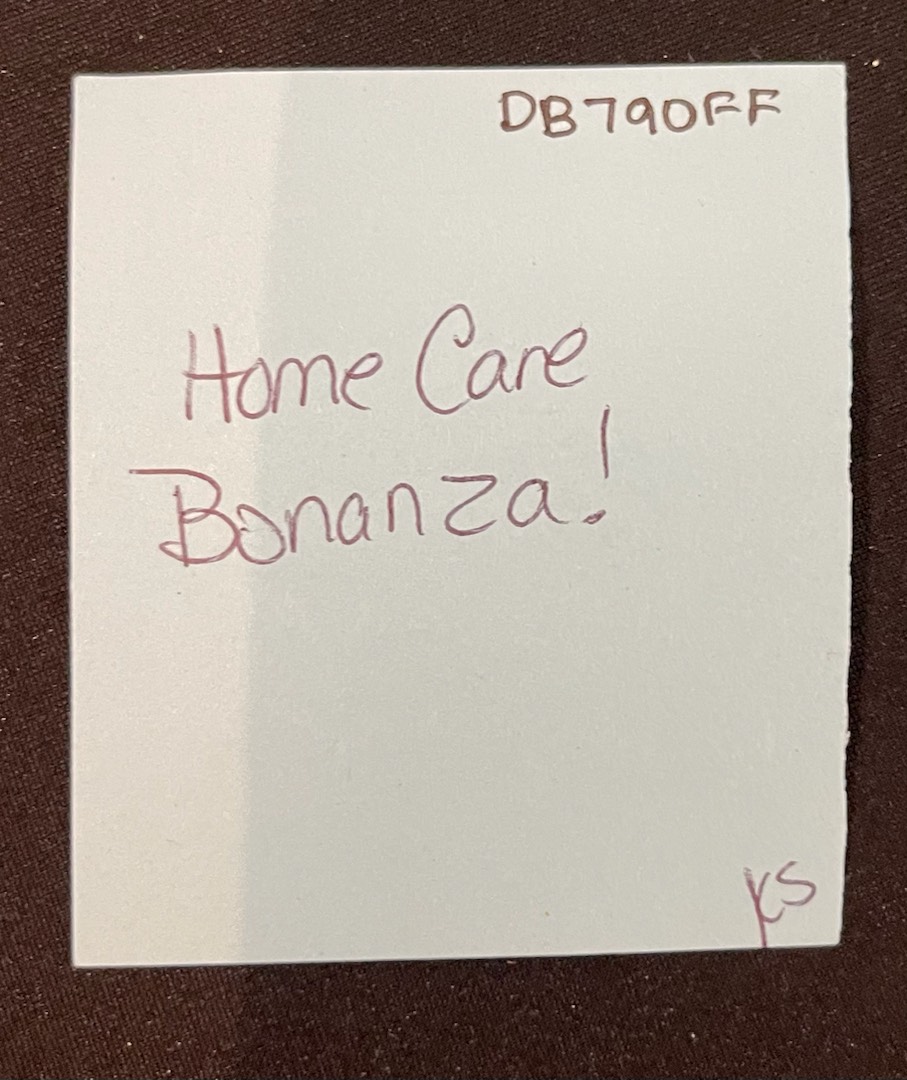 DB790FF
Home Care
Bonanza!
KS